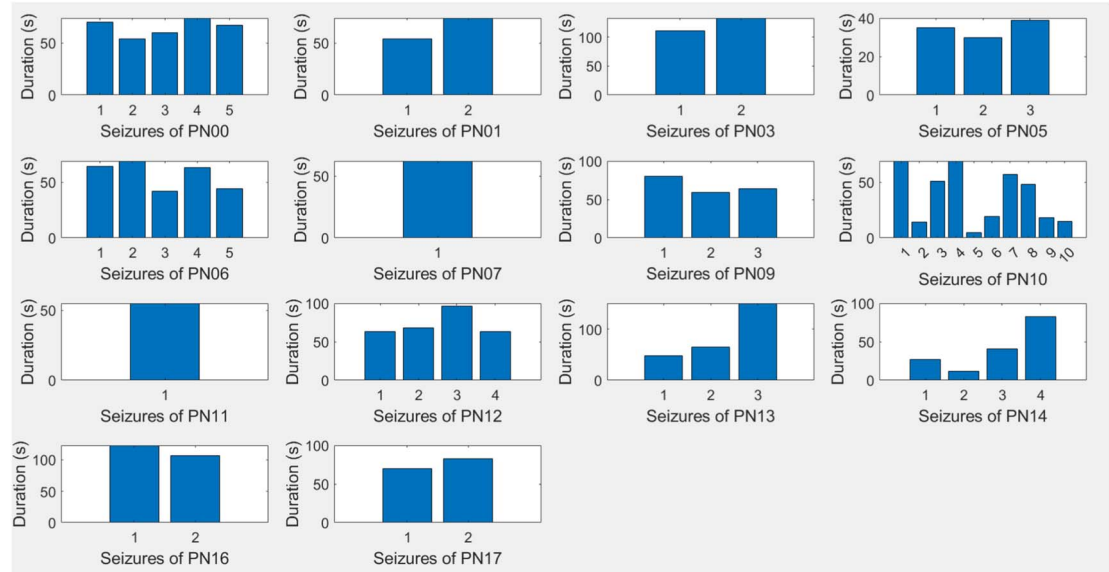 Duration (s)
50
0
1 2 3 4 5
Seizures of PN00
Duration (s)
50
0
1 2
Seizures of PN01
Duration (s)
100
50
0
1 2
Seizures of PN03
Duration (s)
40
20
0
1 2 3
Seizures of PN05
Duration (s)
50
0
1 2 3 4 5
Seizures of PN06
Duration (s)
50
0
1
Seizures of PN07
Duration (s)
100
50
0
1 2 3
Seizures of PN09
Duration (s)
50
0
1 2 3 4 5 6 7 8 9 10
Seizures of PN10
Duration (s)
50
0
1
Seizures of PN11
Duration (s)
100
50
0
1 2 3 4
Seizures of PN12
Duration (s)
100
0
1 2 3
Seizures of PN13
Duration (s)
100
50
0
1 2 3 4
Seizures of PN14
Duration (s)
100
50
0
1 2
Seizures of PN16
Duration (s)
100
50
0
1 2
Seizures of PN17